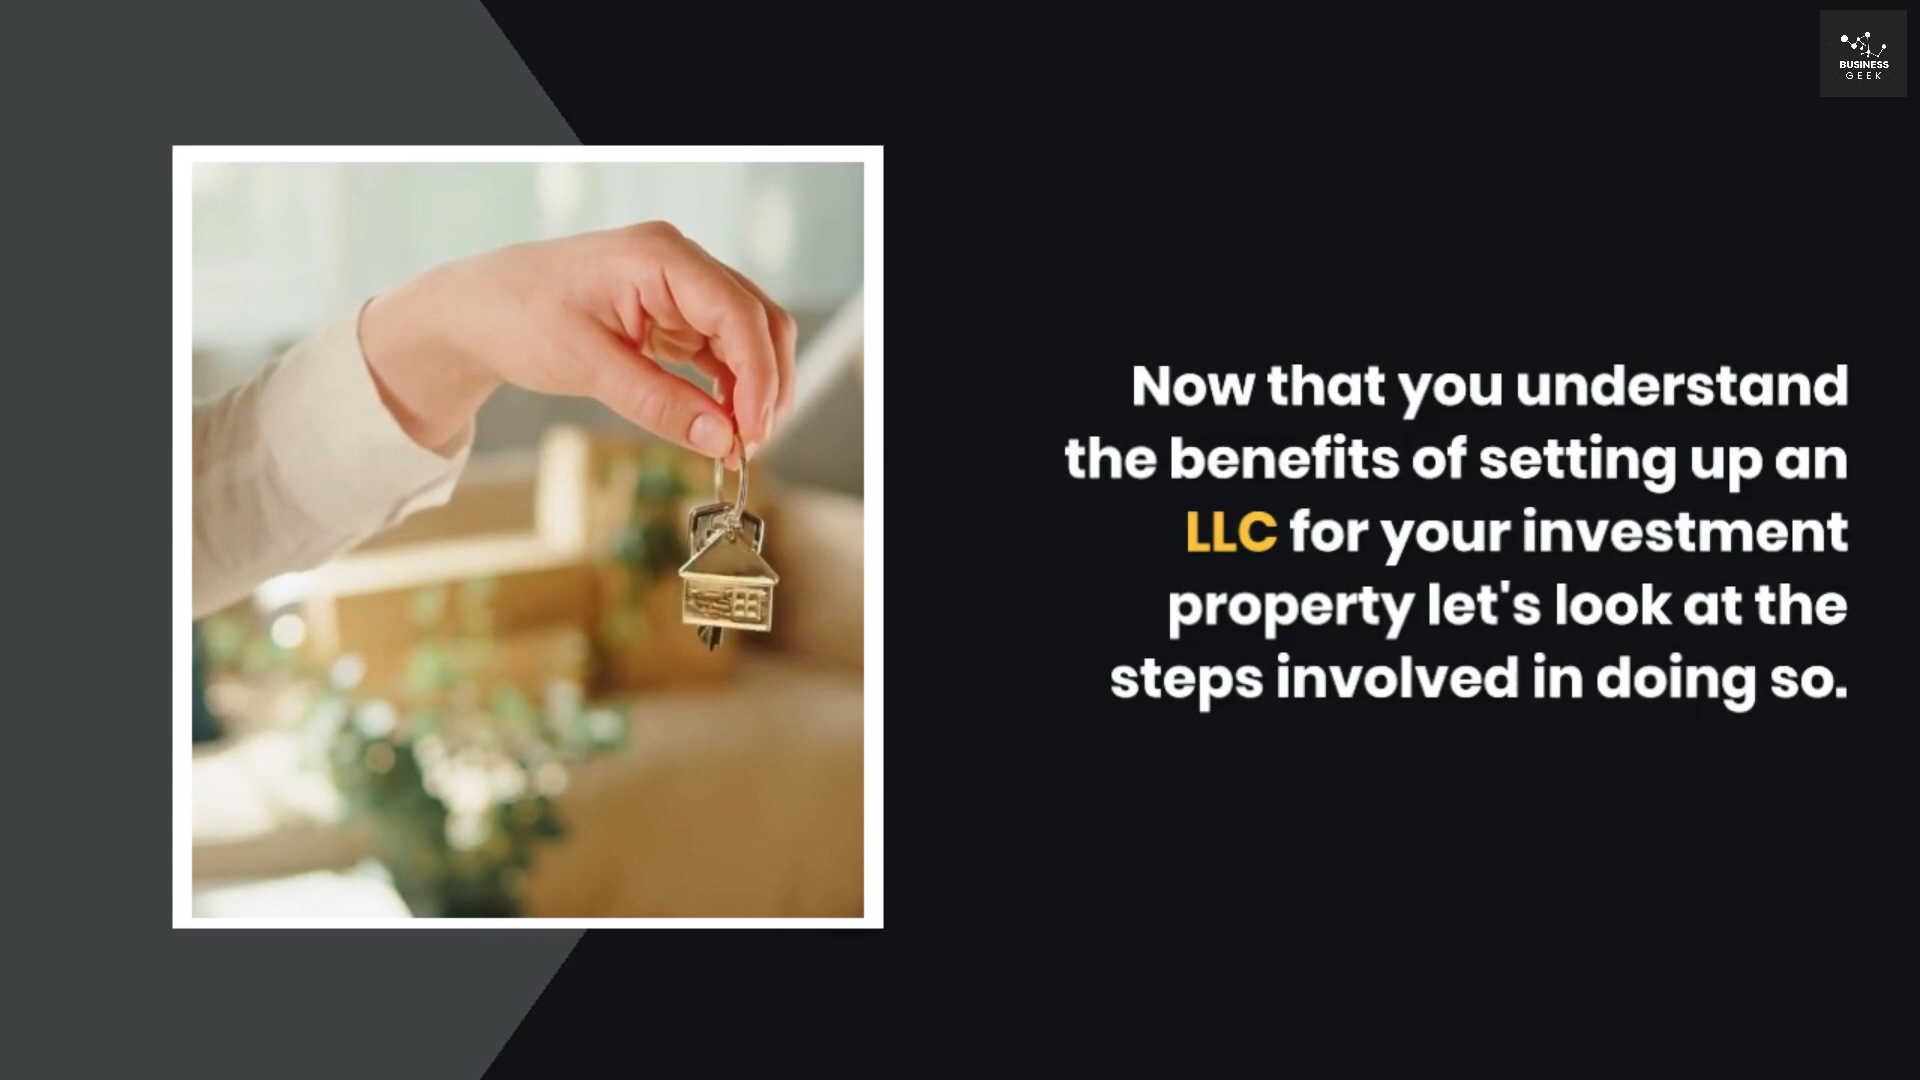 BUSINESS
GEEK
Now that you understand
the benefits of setting up an
LLC for your investment
property let's look at the
steps involved in doing so.